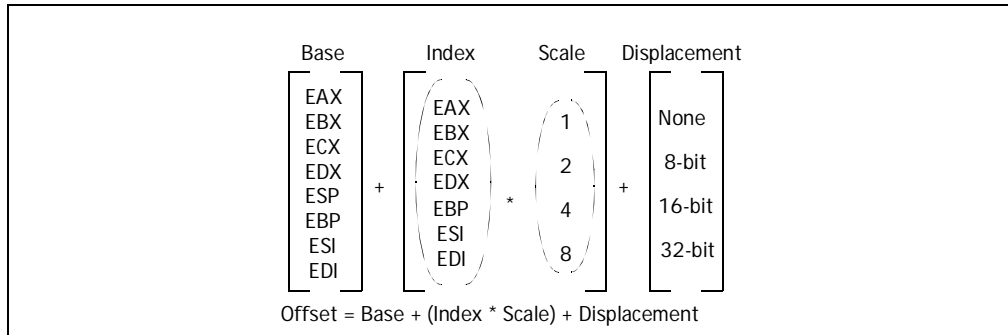 Base Index Scale Displacement
EAX
EBX
ECX
EDX
ESP
EBP
ESI
EDI
+
EAX
EBX
ECX
EDX
EBP
ESI
EDI
*
1
2
4
8
+
None
8-bit
16-bit
32-bit
Offset = Base + (Index * Scale) + Displacement